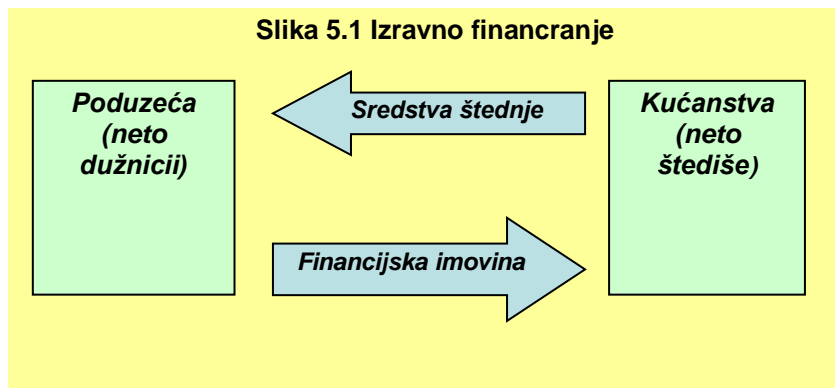 Slika 5.1 Izravno financranje
Poduzeća
(neto
dužnicii)
Sredstva štednje
Kućanstva
(neto
štediše)
Financijska imovina